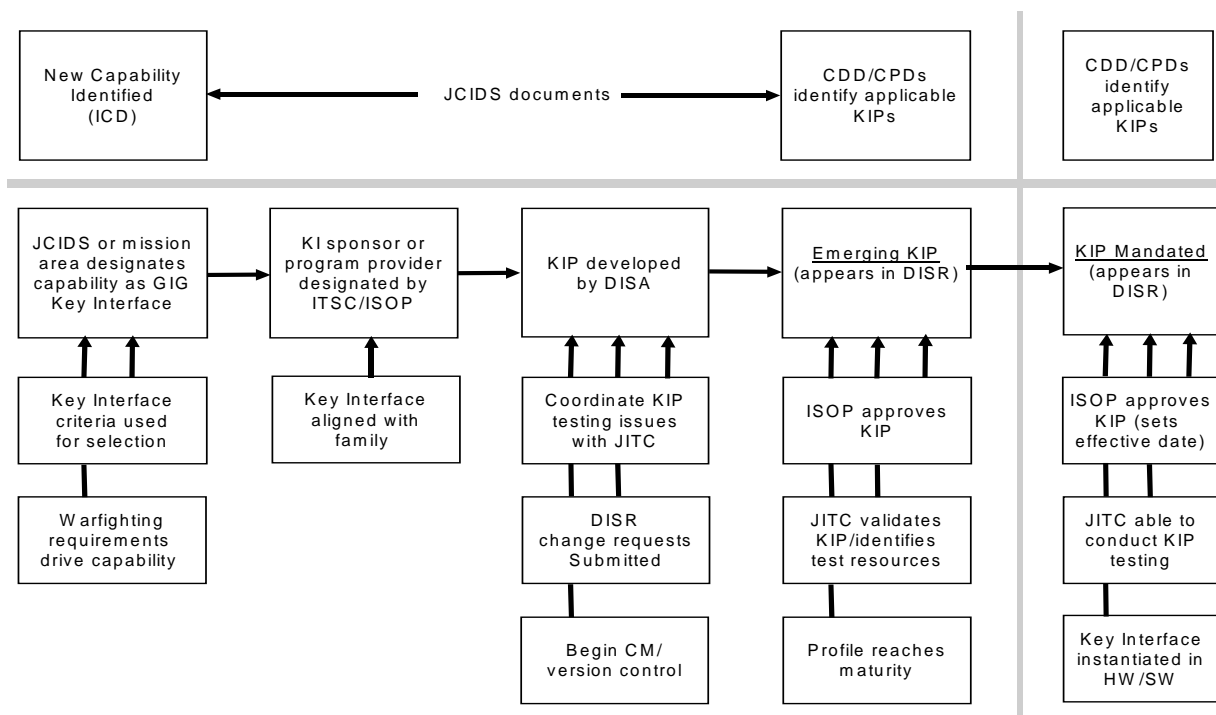 New Capability
Identified
(ICD)
JCIDS documents
CDD/CPDs
identify applicable
KIPs
CDD/CPDs
identify
applicable
KIPs
JCIDS or mission
area designates
capability as GIG
Key Interface
KI sponsor or
program provider
designated by
ITSC/ISOP
KIP developed
by DISA
Emerging KIP
(appears in DISR)
KIP Mandated
(appears in
DISR)
Key Interface
criteria used
for selection
Key Interface
aligned with
family
Coordinate KIP
testing issues
with JITC
ISOP approves
KIP
ISOP approves
KIP (sets
effective date)
Warfighting
requirements
drive capability
DISR
change requests
Submitted
JITC validates
KIP/identifies
test resources
JITC able to
conduct KIP
testing
Begin CM/
version control
Profile reaches
maturity
Key Interface
instantiated in
HW/SW